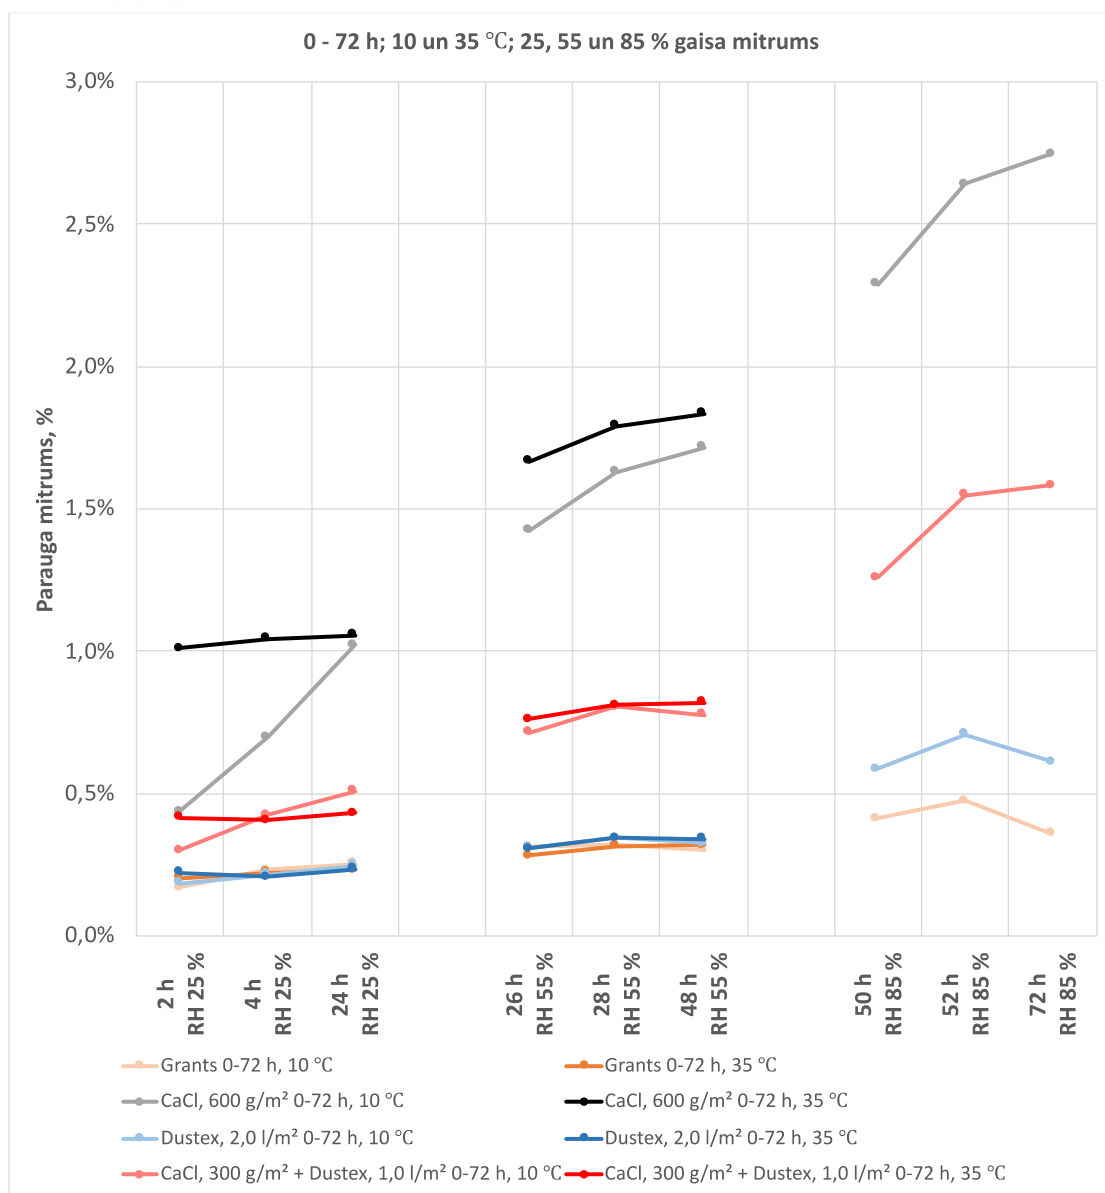 0 - 72 h; 10 un 35 ℃; 25, 55 un 85 % gaisa mitrums
Parauga mitrums, %
3,0%
2,5%
2,0%
1,5%
1,0%
0,5%
0,0%
2 h
RH 25 %
4 h
RH 25 %
24 h
RH 25 %
26 h
RH 55 %
28 h
RH 55 %
48 h
RH 55 %
50 h
RH 85 %
52 h
RH 85 %
72 h
RH 85 %
Grants 0-72 h, 10 ℃
Grants 0-72 h, 35 ℃
CaCl, 600 g/m² 0-72 h, 10 ℃
CaCl, 600 g/m² 0-72 h, 35 ℃
Dustex, 2,0 l/m² 0-72 h, 10 ℃
Dustex, 2,0 l/m² 0-72 h, 35 ℃
CaCl, 300 g/m² + Dustex, 1,0 l/m² 0-72 h, 10 ℃
CaCl, 300 g/m² + Dustex, 1,0 l/m² 0-72 h, 35 ℃